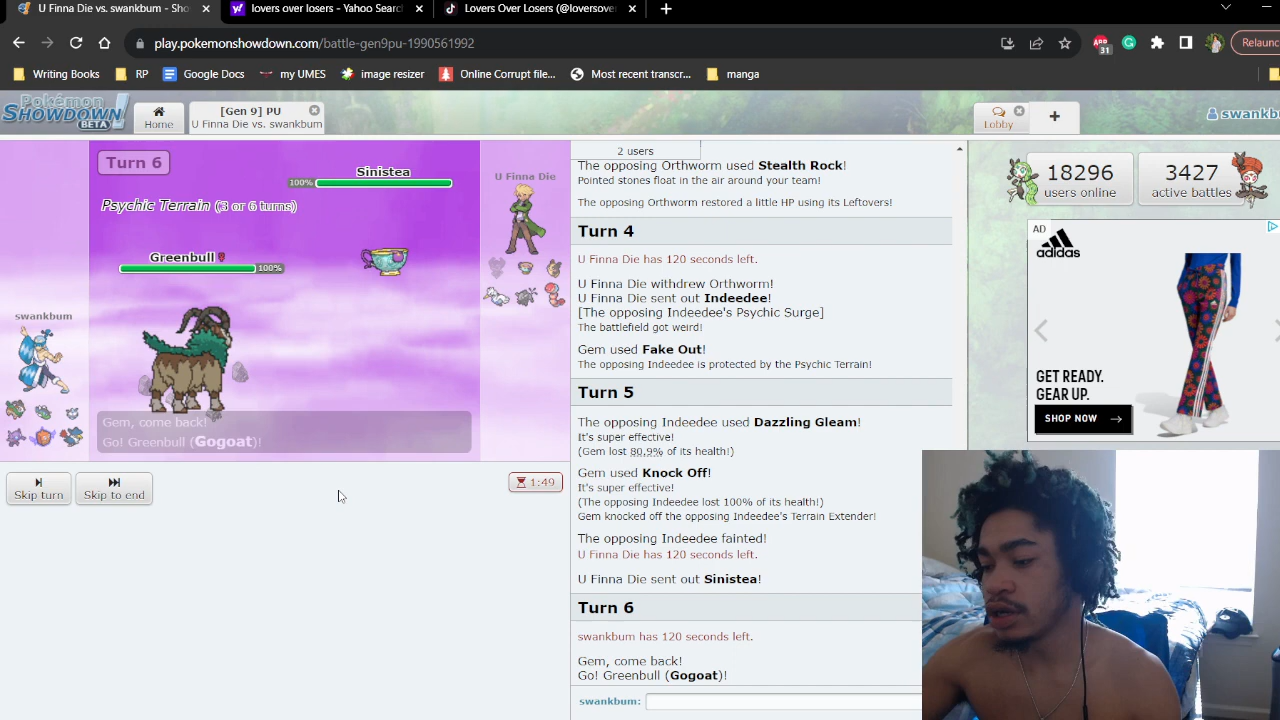 U Finna Die vs. swankbum - Sho
lovers over losers - Yahoo Search
Lovers Over Losers (@loversove
play.pokemonshowdown.com/battle-gen9pu-1990561992
31
Relaunc
Writing Books
RP
Google Docs
my UMES
image resizer
Online Corrupt file...
Most recent transcr...
manga
Pokémon
SHOWDOWN!
BETA
Home
[Gen 9] PU
U Finna Die vs. swankbum
Lobby
swankb
Turn 6
Sinistea
100%
Psychic Terrain (3 or 6 turns)
Greenbull
100%
U Finna Die
swankbum
Gem, come back!
Go! Greenbull (Gogoat)!
Skip turn
Skip to end
1:49
2 users
The opposing Orthworm used Stealth Rock!
Pointed stones float in the air around your team!
The opposing Orthworm restored a little HP using its Leftovers!
Turn 4
U Finna Die has 120 seconds left.
U Finna Die withdrew Orthworm!
U Finna Die sent out Indeedee!
[The opposing Indeedee's Psychic Surge]
The battlefield got weird!
Gem used Fake Out!
The opposing Indeedee is protected by the Psychic Terrain!
Turn 5
The opposing Indeedee used Dazzling Gleam!
It's super effective!
(Gem lost 80.9% of its health!)
Gem used Knock Off!
It's super effective!
(The opposing Indeedee lost 100% of its health!)
Gem knocked off the opposing Indeedee's Terrain Extender!
The opposing Indeedee fainted!
U Finna Die has 120 seconds left.
U Finna Die sent out Sinistea!
Turn 6
swankbum has 120 seconds left.
Gem, come back!
Go! Greenbull (Gogoat)!
swankbum:
18296
users online
3427
active battles
AD
adidas
GET READY.
GEAR UP.
SHOP NOW